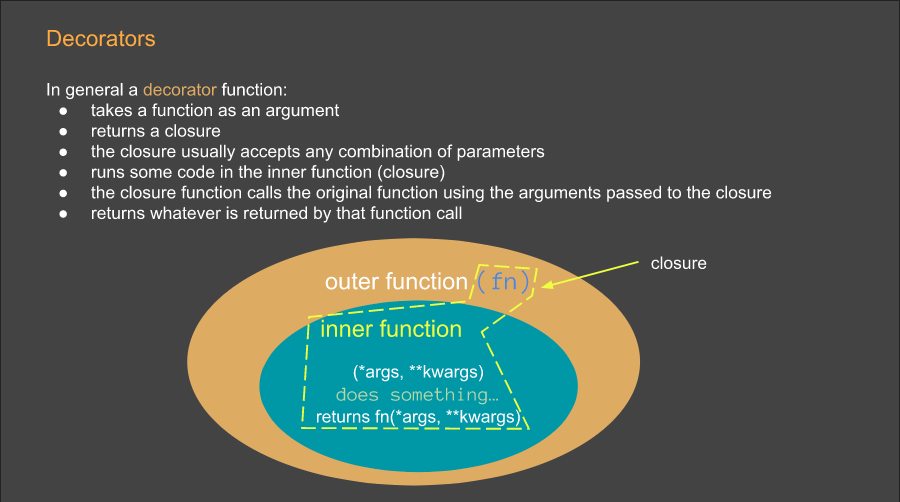 Decorators
In general a decorator function:
● takes a function as an argument
● returns a closure
● the closure usually accepts any combination of parameters
● runs some code in the inner function (closure)
● the closure function calls the original function using the arguments passed to the closure
● returns whatever is returned by that function call
outer function (fn)
closure
inner function
(*args, **kwargs)
does something…
returns fn(*args, **kwargs)